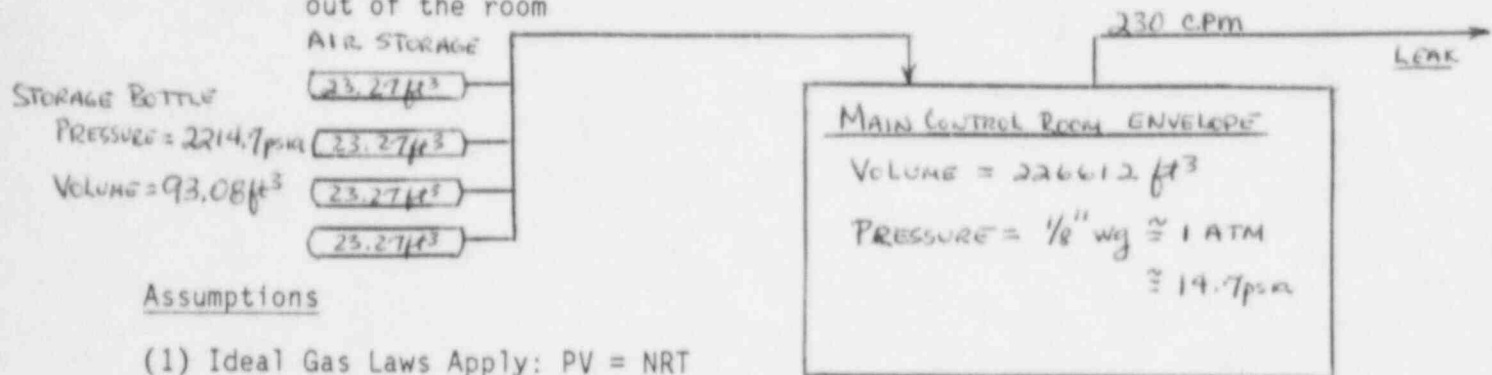 out of the room
AIR STORAGE
230 CPM
LEAK
STORAGE BOTTLE
PRESSURE = 2214.7psia
VOLUME = 93.08ft³
23.27ft³
23.27ft³
23.27ft³
23.27ft³
MAIN CONTROL ROOM ENVELOPE
VOLUME = 226612 ft³
PRESSURE = 1/8" wg ≅ 1 ATM
≅ 14.7psia
Assumptions
(1) Ideal Gas Laws Apply: PV = NRT